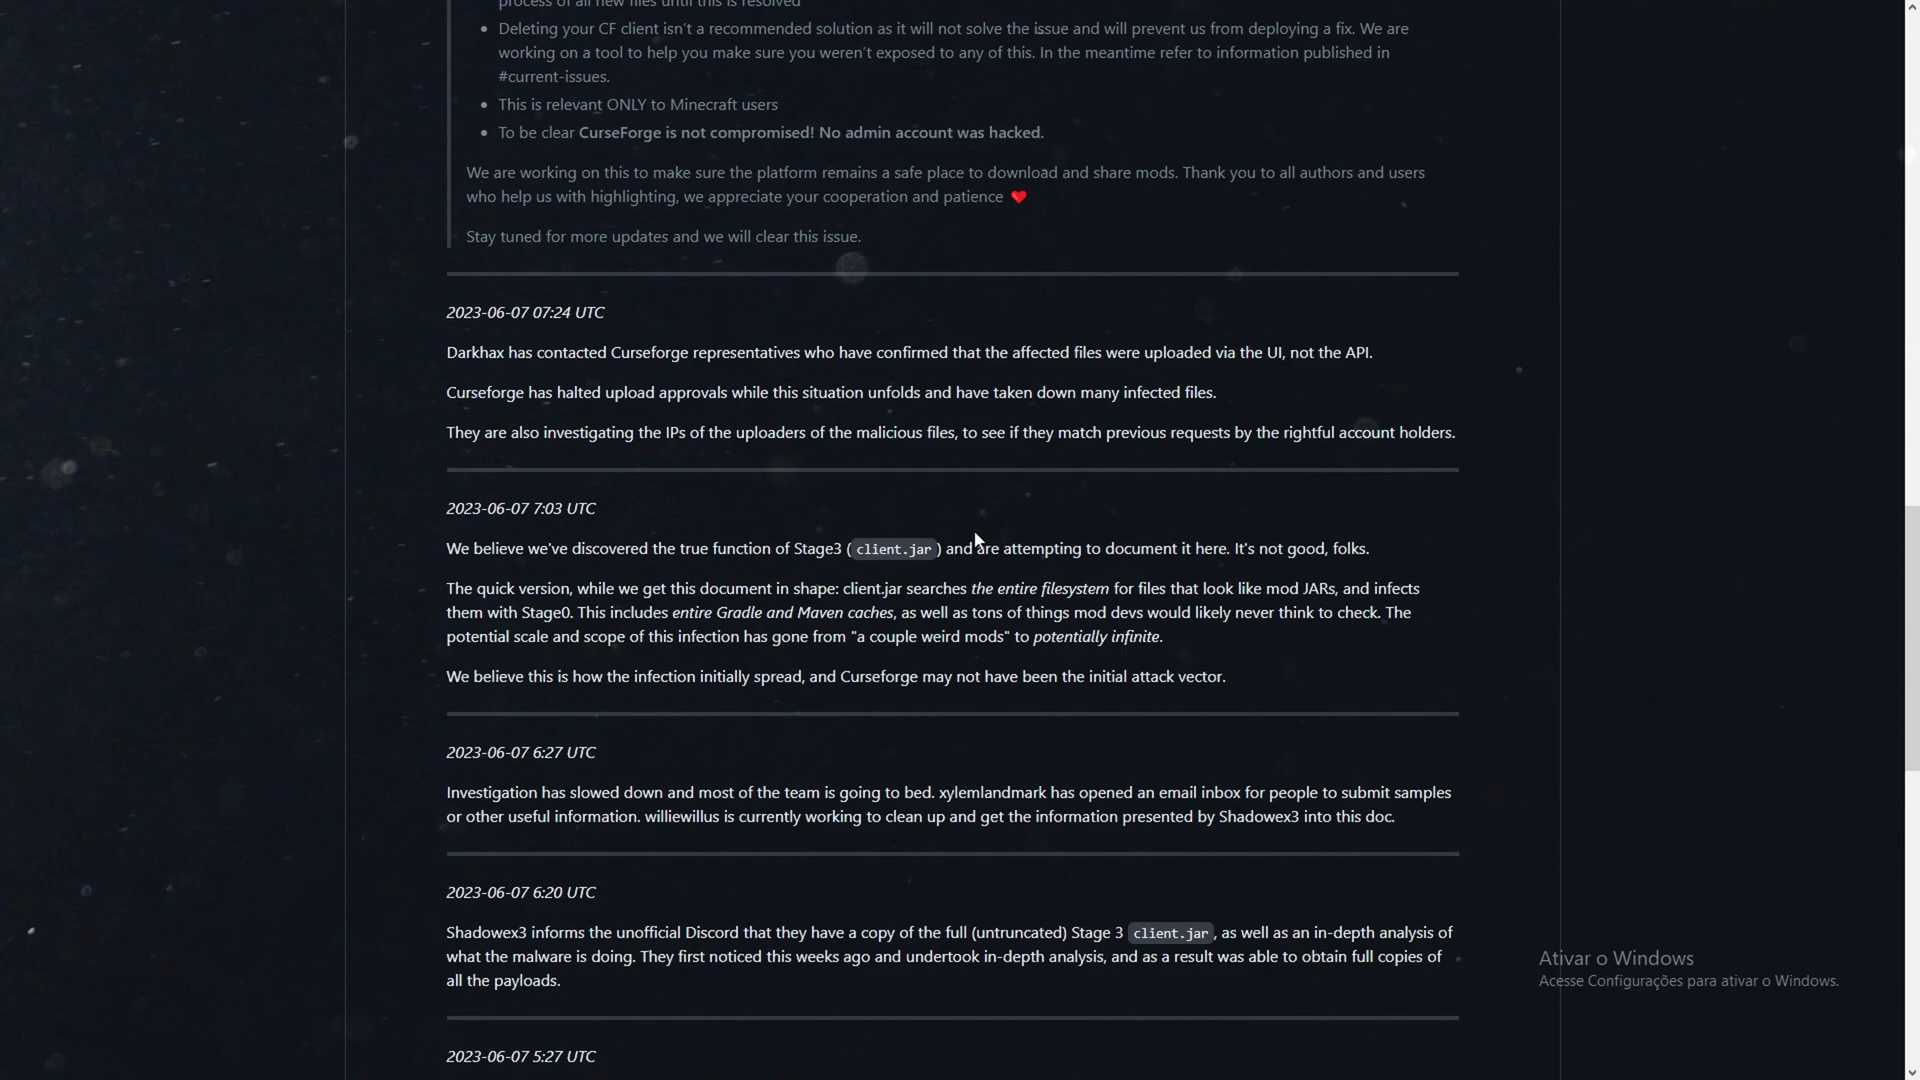 process of all new files until this is resolved
Deleting your CF client isn't a recommended solution as it will not solve the issue and will prevent us from deploying a fix. We are
working on a tool to help you make sure you weren't exposed to any of this. In the meantime refer to information published in
#current-issues.
This is relevant ONLY to Minecraft users
To be clear CurseForge is not compromised! No admin account was hacked.
We are working on this to make sure the platform remains a safe place to download and share mods. Thank you to all authors and users
who help us with highlighting, we appreciate your cooperation and patience ❤️
Stay tuned for more updates and we will clear this issue.
2023-06-07 07:24 UTC
Darkhax has contacted Curseforge representatives who have confirmed that the affected files were uploaded via the UI, not the API.
Curseforge has halted upload approvals while this situation unfolds and have taken down many infected files.
They are also investigating the IPs of the uploaders of the malicious files, to see if they match previous requests by the rightful account holders.
2023-06-07 7:03 UTC
We believe we've discovered the true function of Stage3 (client.jar) and are attempting to document it here. It's not good, folks.
The quick version, while we get this document in shape: client.jar searches the entire filesystem for files that look like mod JARs, and infects
them with Stage0. This includes entire Gradle and Maven caches, as well as tons of things mod devs would likely never think to check. The
potential scale and scope of this infection has gone from "a couple weird mods" to potentially infinite.
We believe this is how the infection initially spread, and Curseforge may not have been the initial attack vector.
2023-06-07 6:27 UTC
Investigation has slowed down and most of the team is going to bed. xylemlandmark has opened an email inbox for people to submit samples
or other useful information. williewillus is currently working to clean up and get the information presented by Shadowex3 into this doc.
2023-06-07 6:20 UTC
Shadowex3 informs the unofficial Discord that they have a copy of the full (untruncated) Stage 3 client.jar, as well as an in-depth analysis of
what the malware is doing. They first noticed this weeks ago and undertook in-depth analysis, and as a result was able to obtain full copies of
all the payloads.
Ativar o Windows
Acesse Configurações para ativar o Windows.
2023-06-07 5:27 UTC